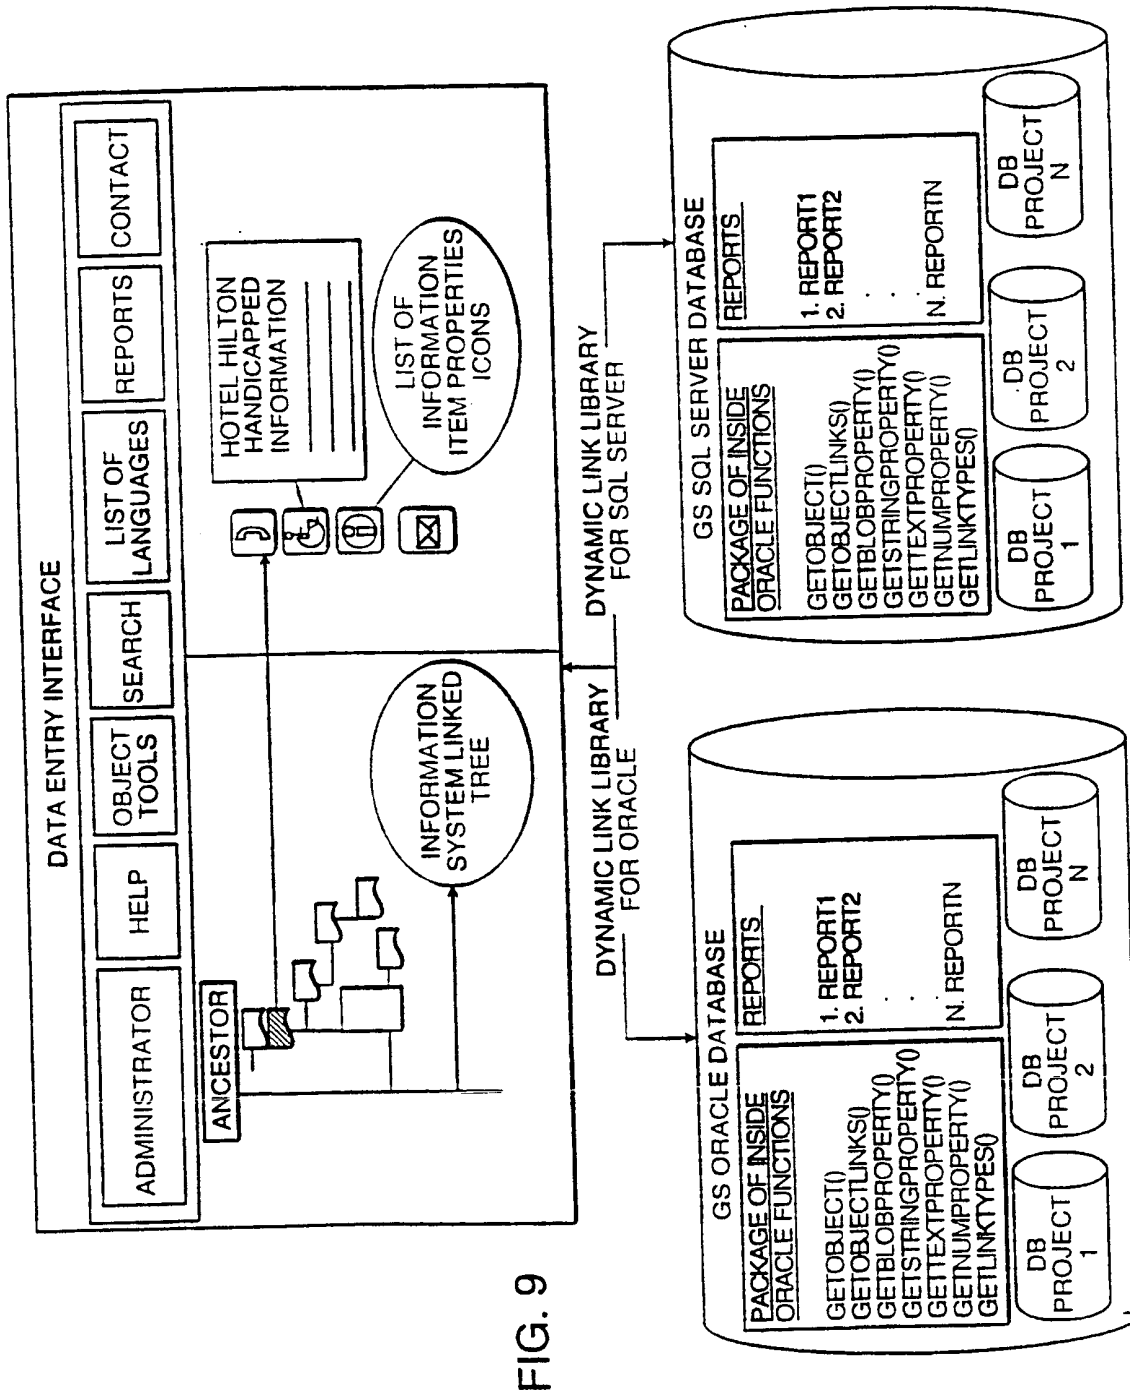 DATA ENTRY INTERFACE
ADMINISTRATOR
HELP
OBJECT
TOOLS
SEARCH
LIST OF
LANGUAGES
REPORTS
CONTACT
ANCESTOR
INFORMATION
SYSTEM LINKED
TREE
HOTEL HILTON
HANDICAPPED
INFORMATION
LIST OF
INFORMATION
ITEM PROPERTIES
ICONS
DYNAMIC LINK LIBRARY
FOR ORACLE
DYNAMIC LINK LIBRARY
FOR SQL SERVER
GS ORACLE DATABASE
PACKAGE OF INSIDE
ORACLE FUNCTIONS
GETOBJECT()
GETOBJECTLINKS()
GETBLOBPROPERTY()
GETSTRINGPROPERTY()
GETTEXTPROPERTY()
GETNUMPROPERTY()
GETLINKTYPES()
REPORTS
1. REPORT1
2. REPORT2
. . .
N. REPORTN
DB
PROJECT
1
DB
PROJECT
2
DB
PROJECT
N
GS SQL SERVER DATABASE
PACKAGE OF INSIDE
ORACLE FUNCTIONS
GETOBJECT()
GETOBJECTLINKS()
GETBLOBPROPERTY()
GETSTRINGPROPERTY()
GETTEXTPROPERTY()
GETNUMPROPERTY()
GETLINKTYPES()
REPORTS
1. REPORT1
2. REPORT2
. . .
N. REPORTN
DB
PROJECT
1
DB
PROJECT
2
DB
PROJECT
N
FIG. 9